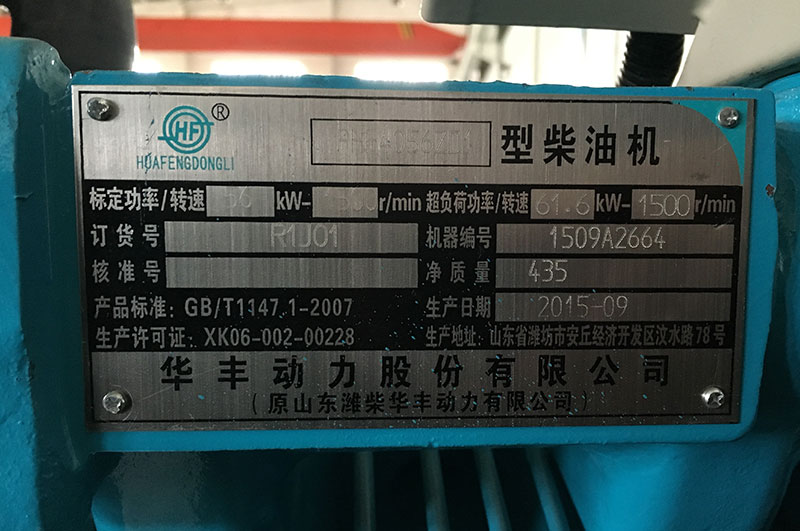 HF ®
HUAFENGDONGLI
型柴油机
标定功率/转速 56 kW- r/min 超负荷功率/转速 61.6 kW- 1500 r/min
订货号 R1J01 机器编号 1509A2664
核准号 净质量 435
产品标准: GB/T1147.1-2007 生产日期 2015-09
生产许可证: XK06-002-00228 生产地址: 山东省潍坊市安丘经济开发区汶水路78号
华丰动力股份有限公司
(原山东潍柴华丰动力有限公司)